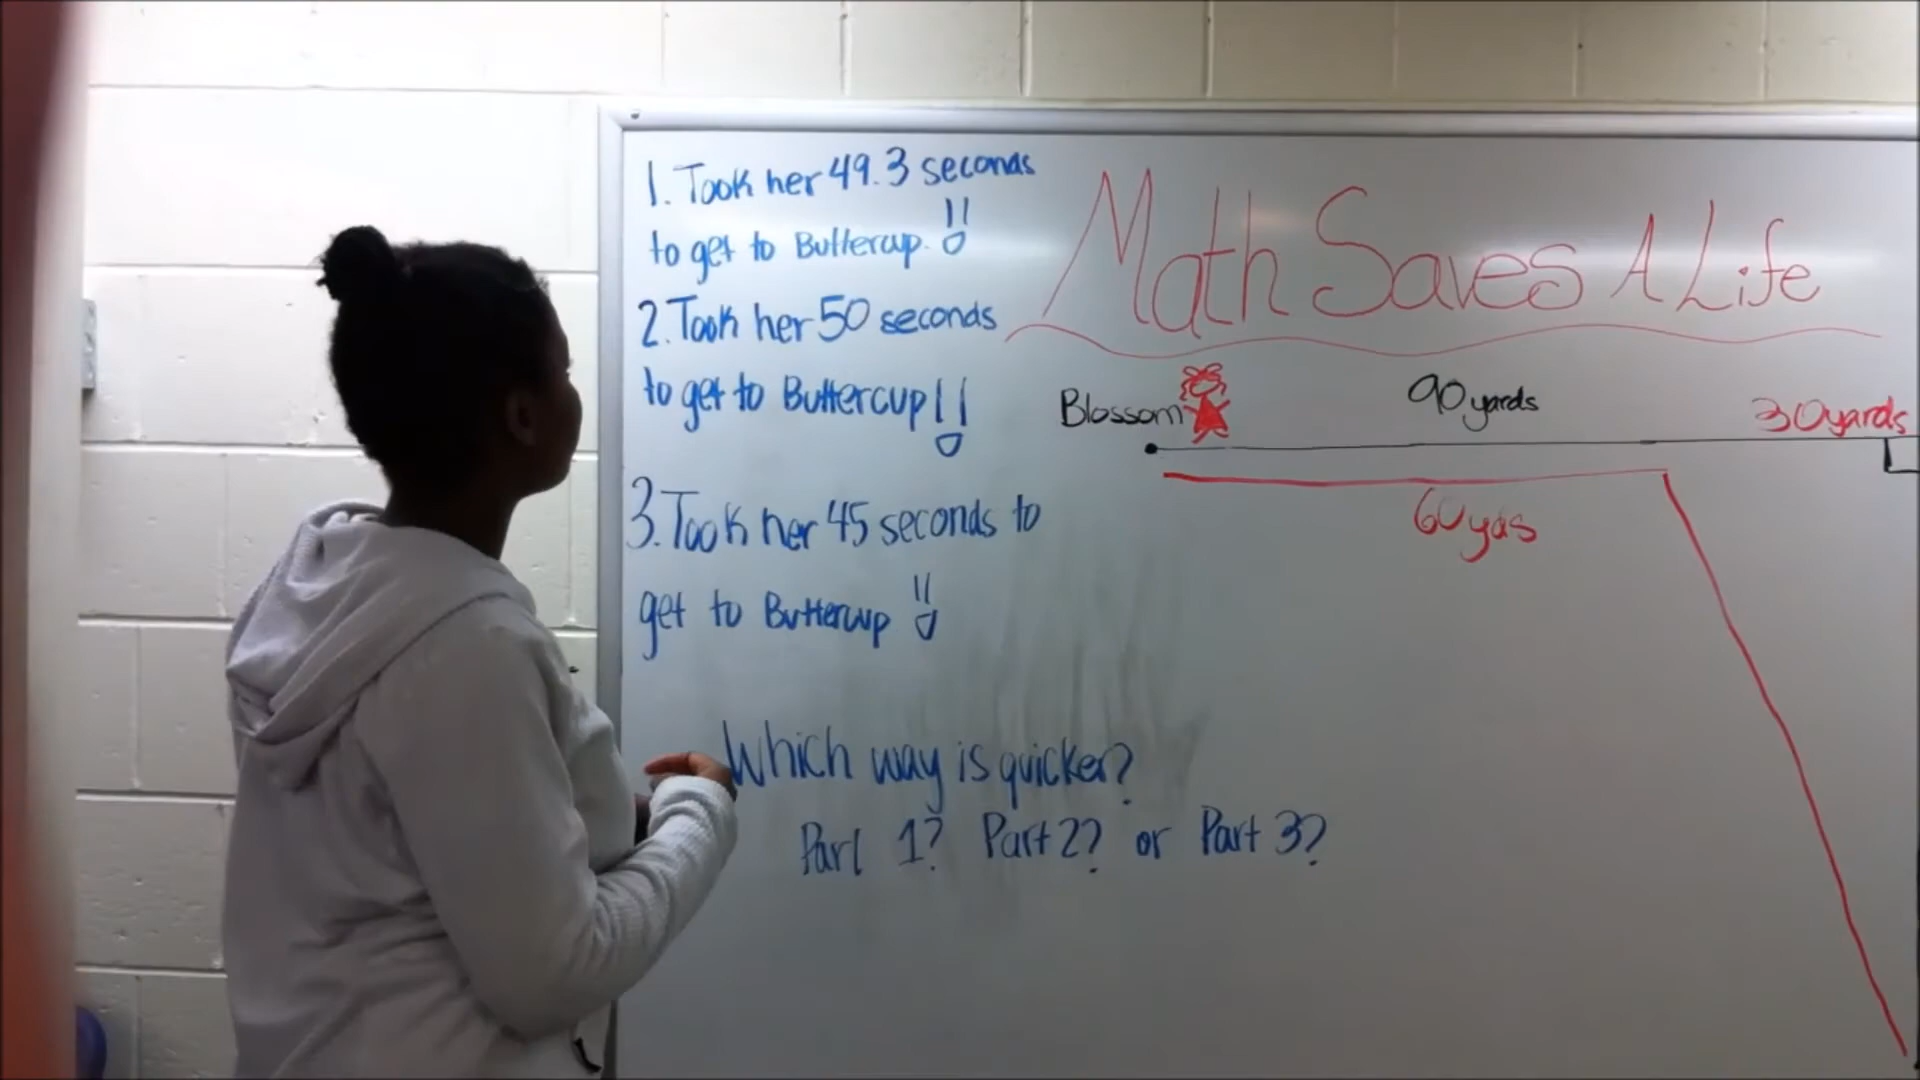 1. Took her 49.3 seconds
to get to Buttercup. !!
2. Took her 50 seconds
to get to Buttercup!!
3. Took her 45 seconds to
get to Buttercup !!
Which way is quicker?
Part 1? Part 2? or Part 3?
Math Saves A Life
Blossom
90 yards
30 yards
60 yds